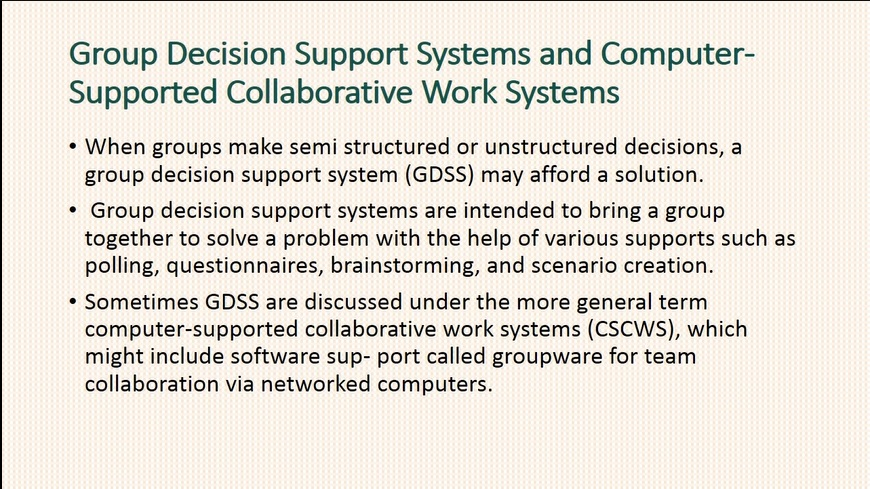 Group Decision Support Systems and Computer-
Supported Collaborative Work Systems
• When groups make semi structured or unstructured decisions, a
group decision support system (GDSS) may afford a solution.
• Group decision support systems are intended to bring a group
together to solve a problem with the help of various supports such as
polling, questionnaires, brainstorming, and scenario creation.
• Sometimes GDSS are discussed under the more general term
computer-supported collaborative work systems (CSCWS), which
might include software sup- port called groupware for team
collaboration via networked computers.